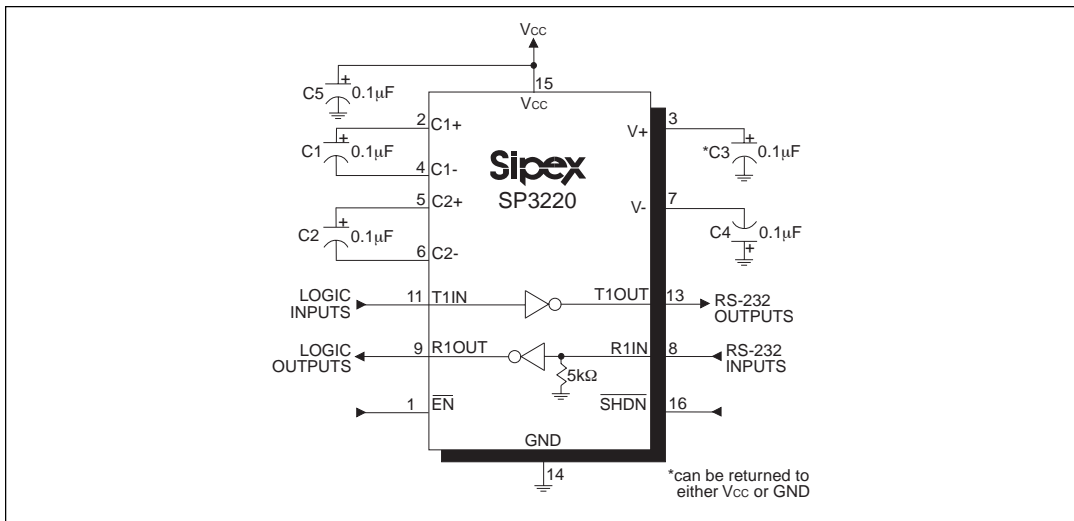 VCC
C5
+
0.1μF
15
VCC
2
C1+
C1
+
0.1μF
4
C1-
5
C2+
C2
+
0.1μF
6
C2-
Sipex
SP3220
3
V+
*C3
+
0.1μF
7
V-
C4
0.1μF
+
LOGIC
INPUTS
11
T1IN
T1OUT
13
RS-232
OUTPUTS
LOGIC
OUTPUTS
9
R1OUT
R1IN
8
RS-232
INPUTS
5kΩ
1
EN
SHDN
16
GND
14
*can be returned to
either VCC or GND